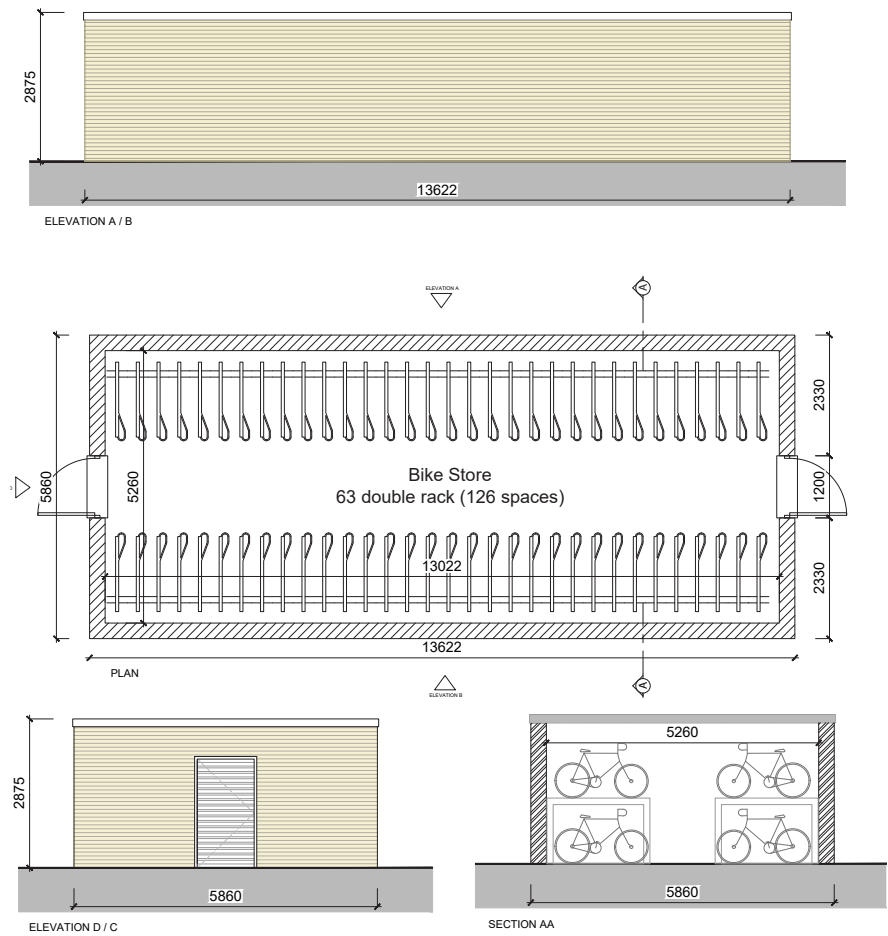 2875
13622
ELEVATION A / B
ELEVATION A
A
5860
5260
Bike Store
63 double rack (126 spaces)
2330
1200
2330
13022
13622
PLAN
ELEVATION B
A
2875
5860
ELEVATION D / C
5260
5860
SECTION AA